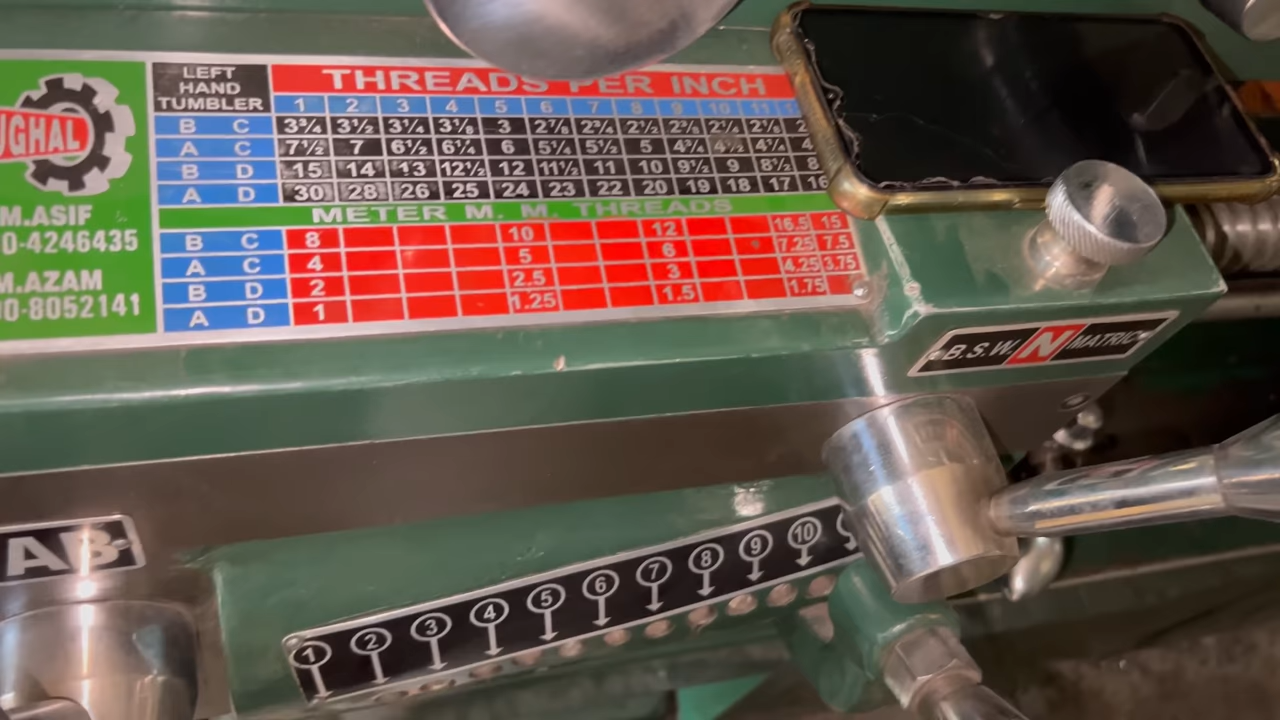 UGHAL
M.ASIF
0-4246435
M.AZAM
00-8052141
LEFT HAND TUMBLER
THREADS PER INCH
1 2 3 4 5 6 7 8 9 10 11
B C 3¾ 3½ 3¼ 3⅛ 3 2⅞ 2¾ 2½ 2⅜ 2¼ 2⅛ 2
A C 7½ 7 6½ 6¼ 6 5¼ 5½ 5 4¾ 4½ 4¼ 4
B D 15 14 13 12½ 12 11½ 11 10 9½ 9 8½ 8
A D 30 28 26 25 24 23 22 20 19 18 17 16
METER M. M. THREADS
B C 8 10 12 16.5 15
A C 4 5 6 7.25 7.5
B D 2 2.5 3 4.25 3.75
A D 1 1.25 1.5 1.75
B.S.W. N MATRIC
AB
1 2 3 4 5 6 7 8 9 10